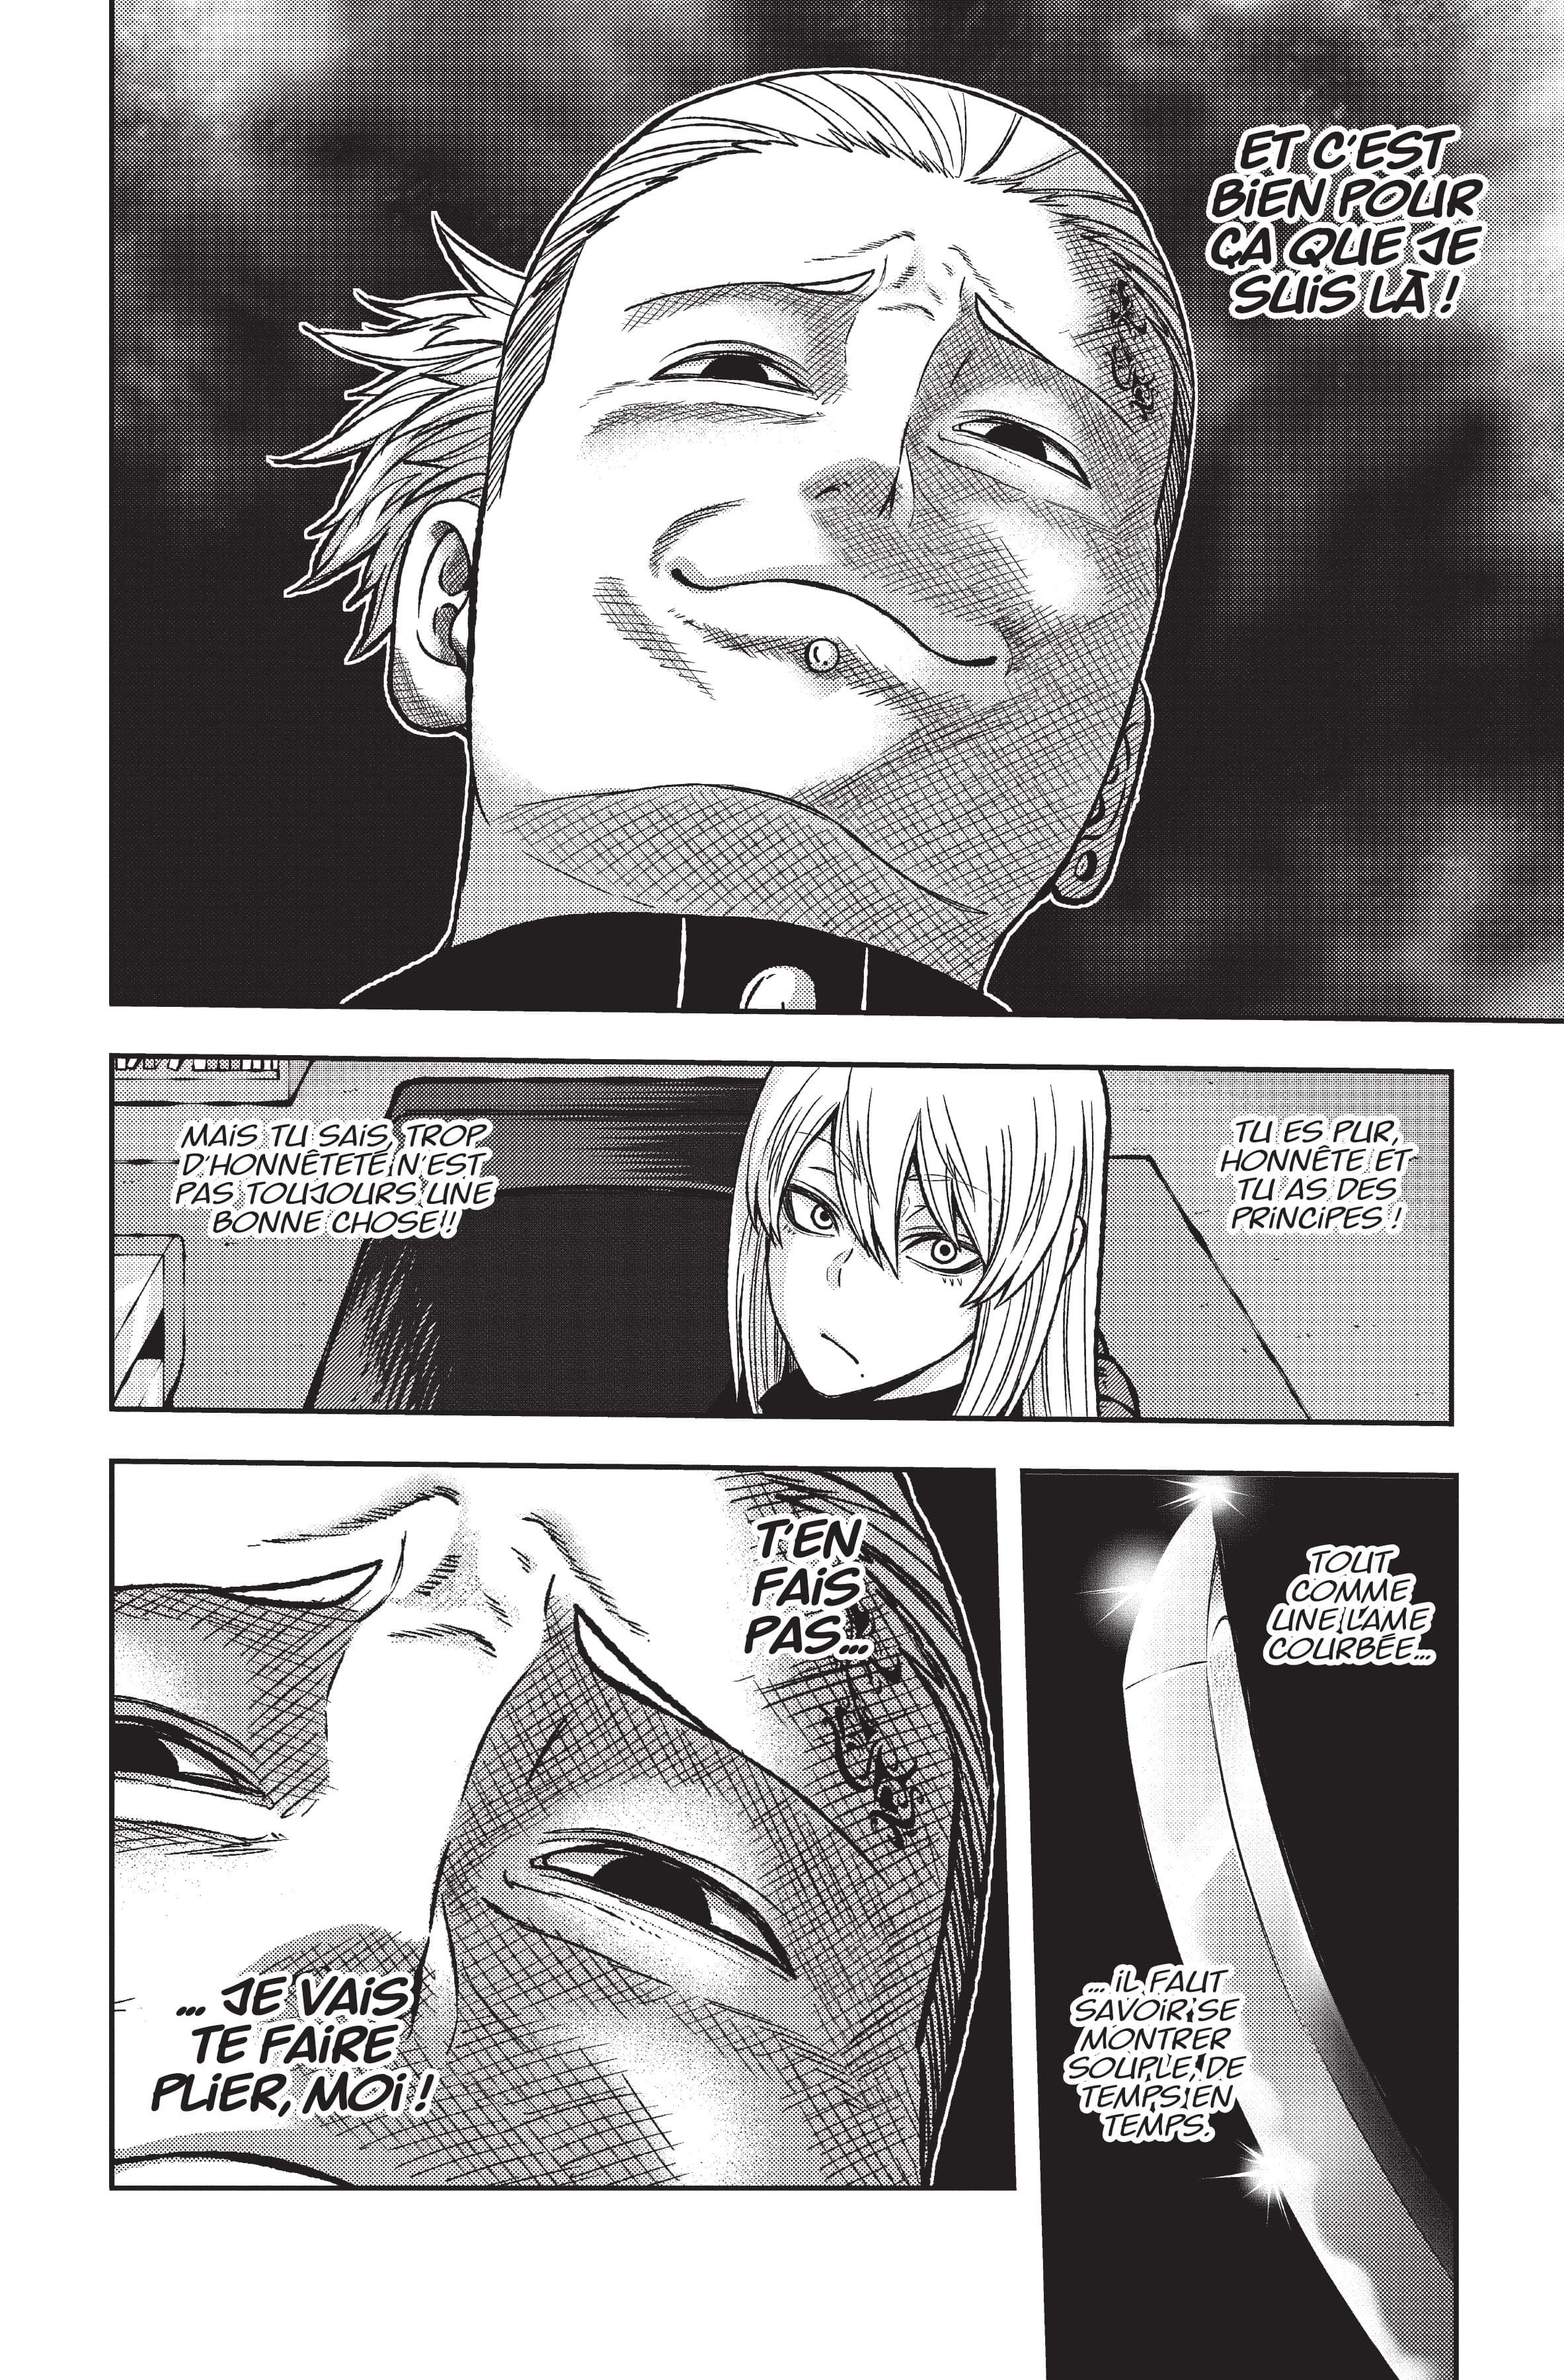 ET C'EST
BIEN POUR
ÇA QUE JE
SUIS LÀ !
TU ES PUR,
HONNÊTE ET
TU AS DES
PRINCIPES !
MAIS TU SAIS, TROP
D'HONNÊTETÉ N'EST
PAS TOUJOURS UNE
BONNE CHOSE!!
TOUT
COMME
UNE L'AME
COURBÉE...
... IL FAUT
SAVOIR SE
MONTRER
SOUPLE, DE
TEMPS EN
TEMPS.
T'EN
FAIS
PAS...
... JE VAIS
TE FAIRE
PLIER, MOI !